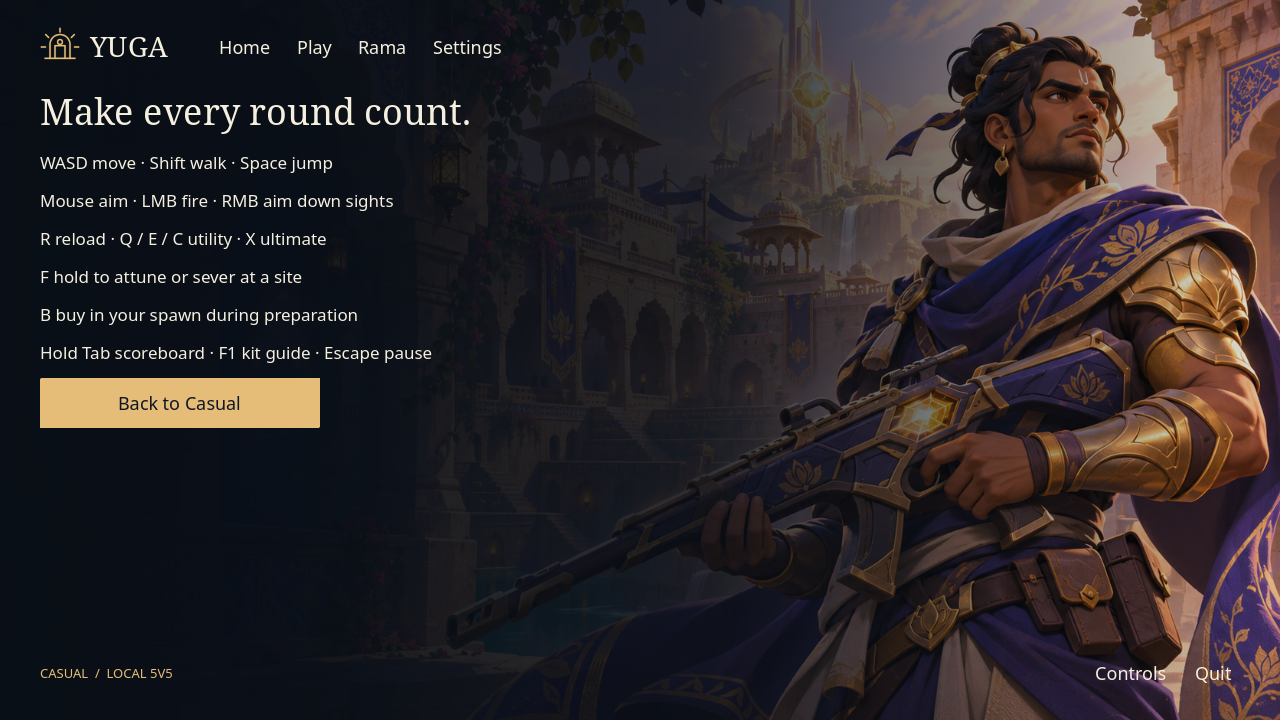 YUGA
Home Play Rama Settings
Make every round count.
WASD move · Shift walk · Space jump
Mouse aim · LMB fire · RMB aim down sights
R reload · Q / E / C utility · X ultimate
F hold to attune or sever at a site
B buy in your spawn during preparation
Hold Tab scoreboard · F1 kit guide · Escape pause
Back to Casual
CASUAL / LOCAL 5V5
Controls Quit